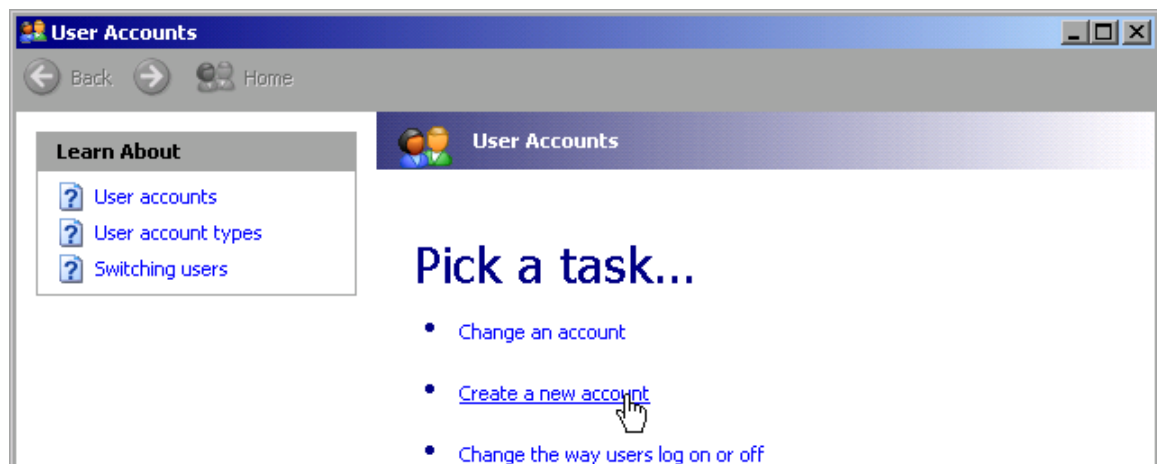 User Accounts
Back Home
Learn About
User accounts
User account types
Switching users
User Accounts
Pick a task...
Change an account
Create a new account
Change the way users log on or off